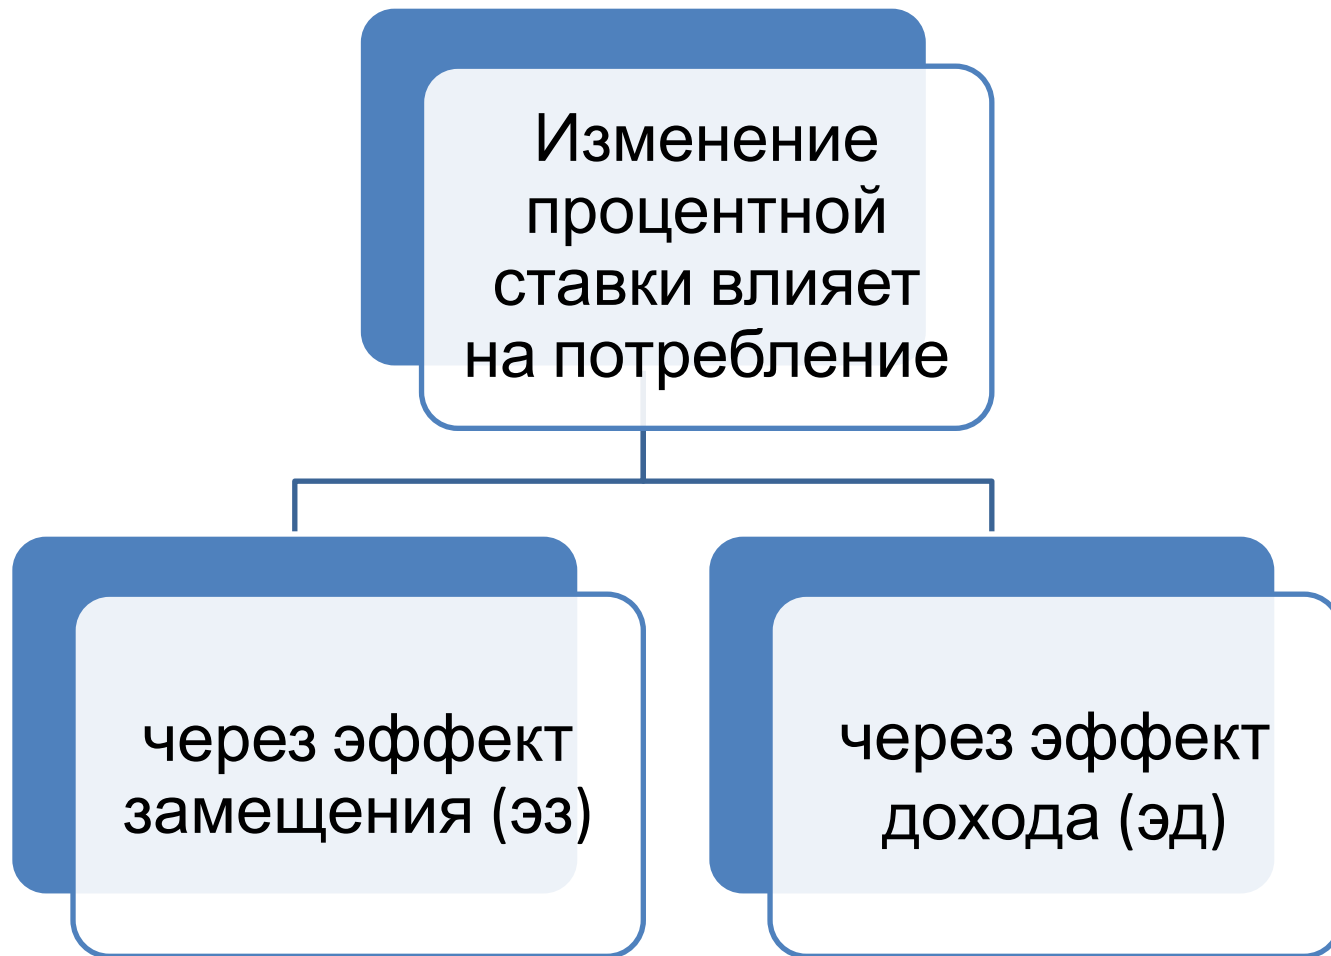 Изменение
процентной
ставки влияет
на потребление
через эффект
замещения (эз)
через эффект
дохода (эд)